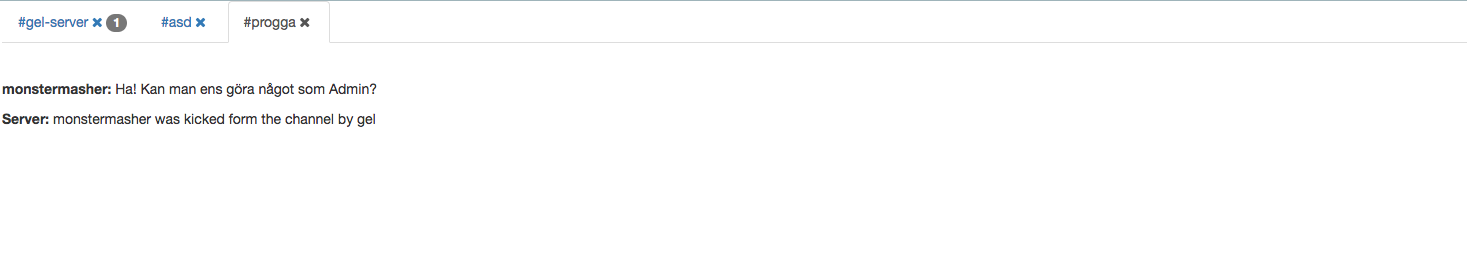 #gel-server ✖ 1 #asd ✖ #progga ✖
monstermasher: Ha! Kan man ens göra något som Admin?
Server: monstermasher was kicked form the channel by gel